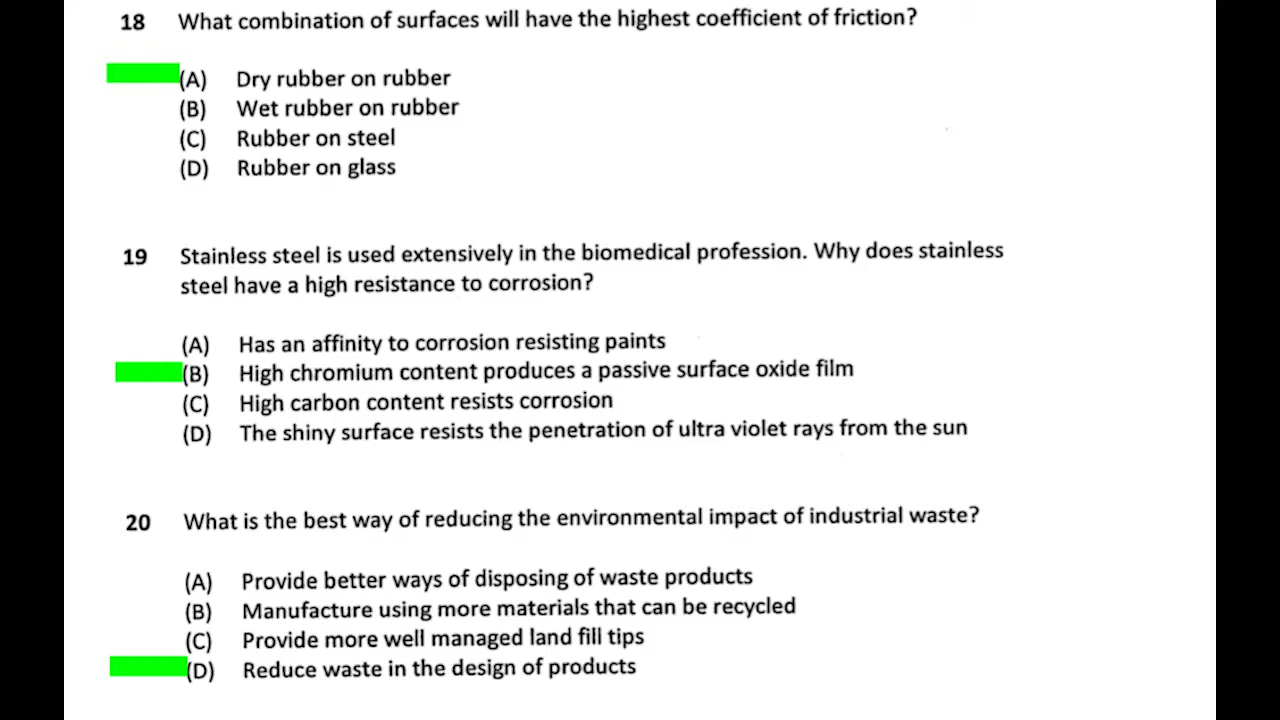 18 What combination of surfaces will have the highest coefficient of friction?
(A) Dry rubber on rubber
(B) Wet rubber on rubber
(C) Rubber on steel
(D) Rubber on glass
19 Stainless steel is used extensively in the biomedical profession. Why does stainless
steel have a high resistance to corrosion?
(A) Has an affinity to corrosion resisting paints
(B) High chromium content produces a passive surface oxide film
(C) High carbon content resists corrosion
(D) The shiny surface resists the penetration of ultra violet rays from the sun
20 What is the best way of reducing the environmental impact of industrial waste?
(A) Provide better ways of disposing of waste products
(B) Manufacture using more materials that can be recycled
(C) Provide more well managed land fill tips
(D) Reduce waste in the design of products